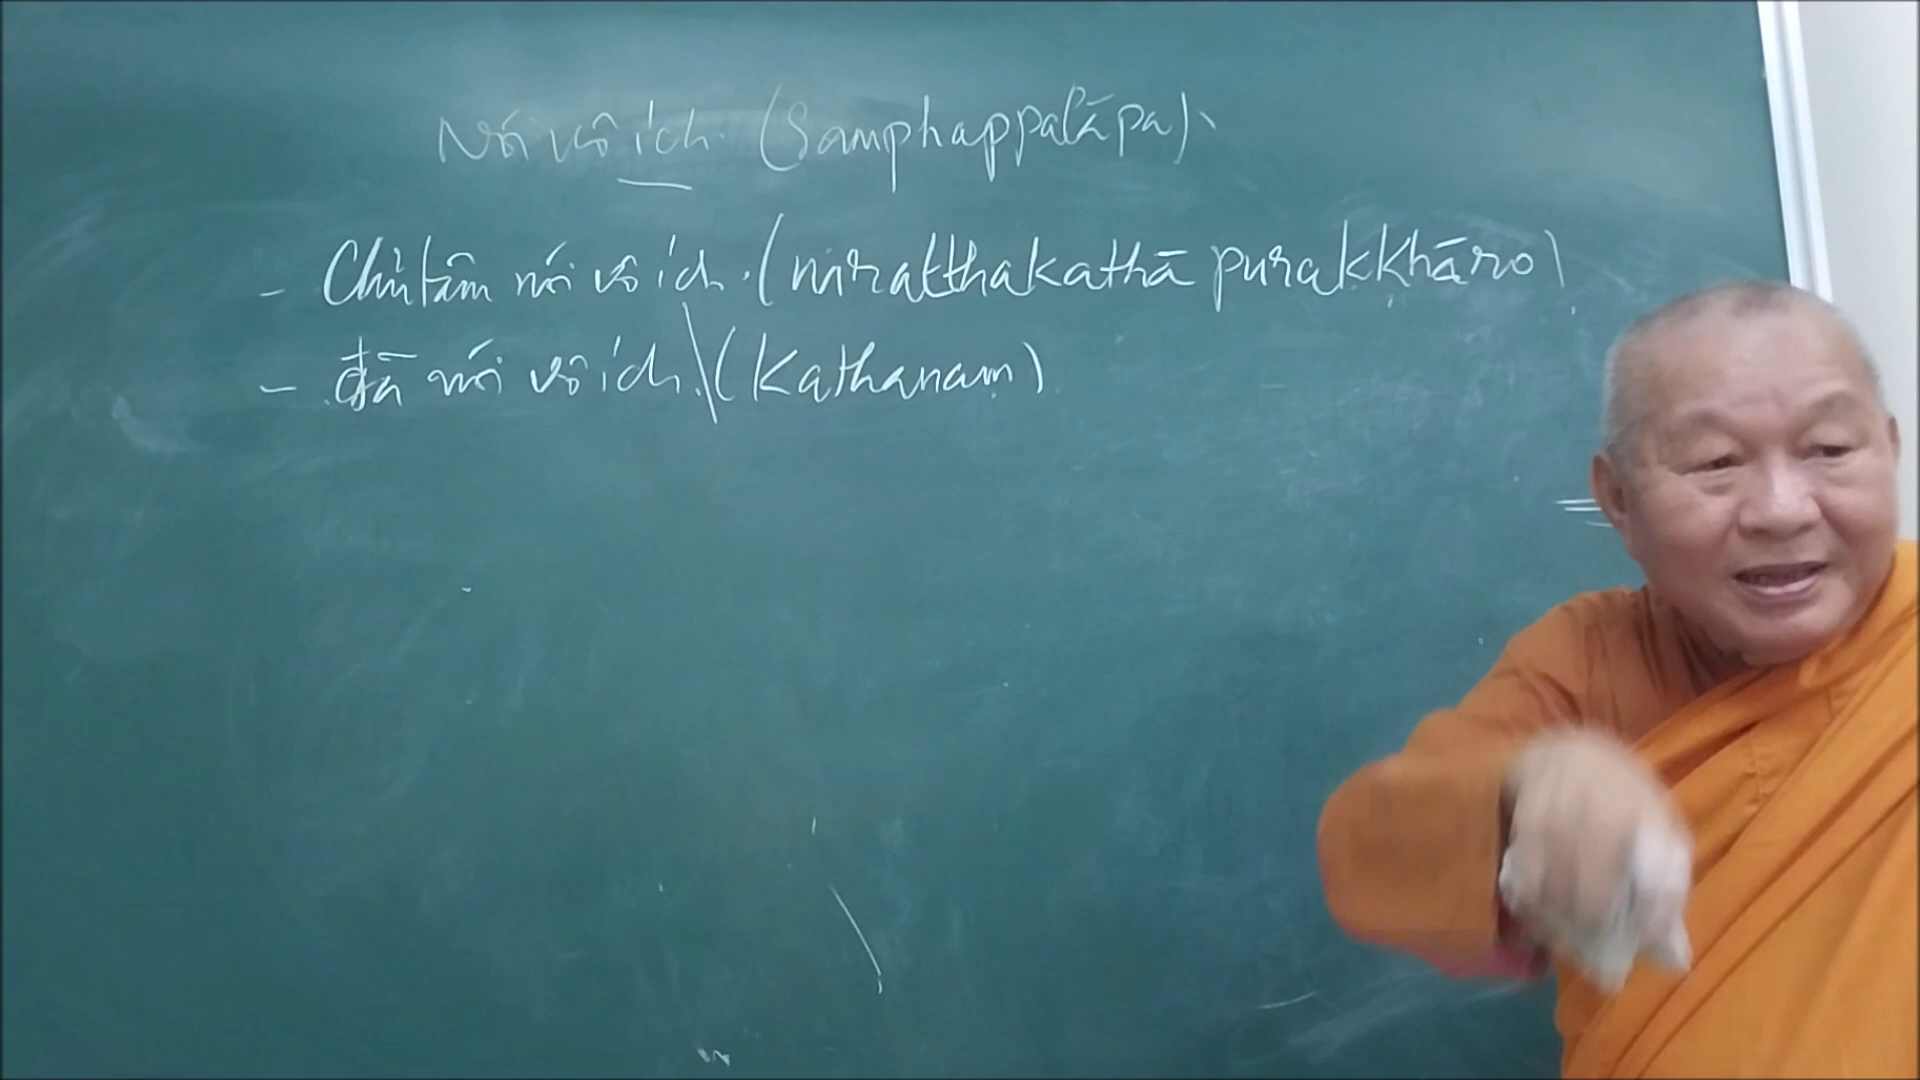 Nói vô ích. (Samphappalāpa)
- Chủ tâm nói vô ích. (niratthakathā purakkhāro)
- đã nói vô ích. (Kathanaṃ)